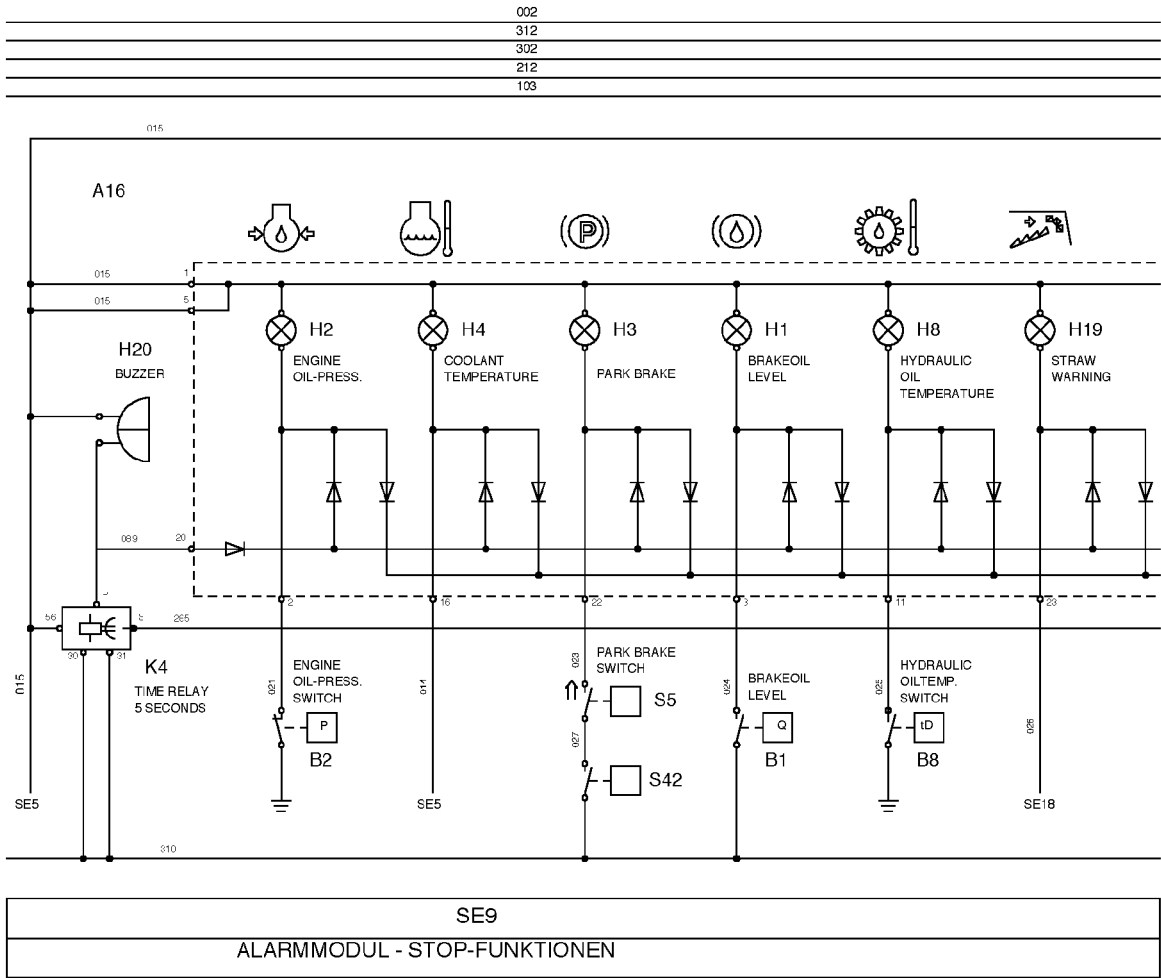 002
312
302
212
103
015
A16
P
015
1
015
5
H2
H4
H3
H1
H8
H19
H20
BUZZER
ENGINE
OIL-PRESS.
COOLANT
TEMPERATURE
PARK BRAKE
BRAKEOIL
LEVEL
HYDRAULIC
OIL
TEMPERATURE
STRAW
WARNING
089
20
2
16
22
3
11
23
56
265
30
31
K4
TIME RELAY
5 SECONDS
015
021
ENGINE
OIL-PRESS.
SWITCH
P
B2
014
023
PARK BRAKE
SWITCH
S5
027
S42
024
BRAKEOIL
LEVEL
Q
B1
025
HYDRAULIC
OILTEMP.
SWITCH
tD
B8
026
SE5
SE5
SE18
310
SE9
ALARMMODUL - STOP-FUNKTIONEN